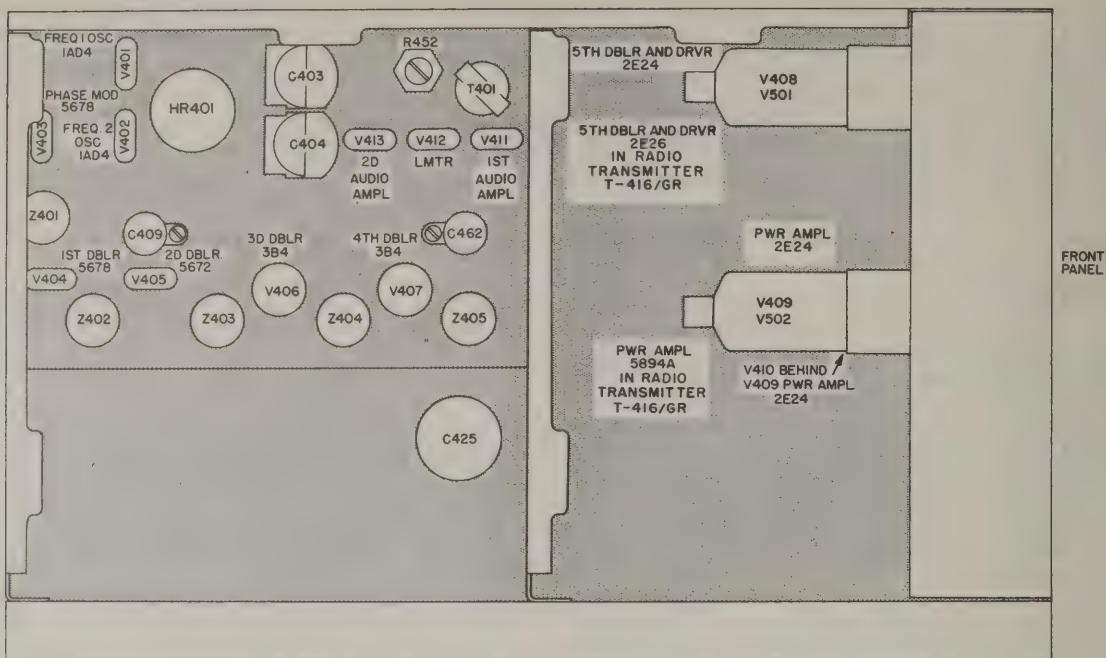 FREQ 1 OSC
1AD4
V401
PHASE MOD
5678
V403
FREQ. 2
OSC
1AD4
V402
HR401
C403
C404
R452
T401
V413
2D
AUDIO
AMPL
V412
LMTR
V411
1ST
AUDIO
AMPL
Z401
C409
1ST DBLR
5678
V404
2D DBLR.
5672
V405
3D DBLR
3B4
V406
4TH DBLR
3B4
V407
C462
Z402
Z403
Z404
Z405
C425
5TH DBLR AND DRVR
2E24
V408
V501
5TH DBLR AND DRVR
2E26
IN RADIO
TRANSMITTER
T-416/GR
PWR AMPL
2E24
V409
V502
PWR AMPL
5894A
IN RADIO
TRANSMITTER
T-416/GR
V410 BEHIND
V409 PWR AMPL
2E24
FRONT
PANEL